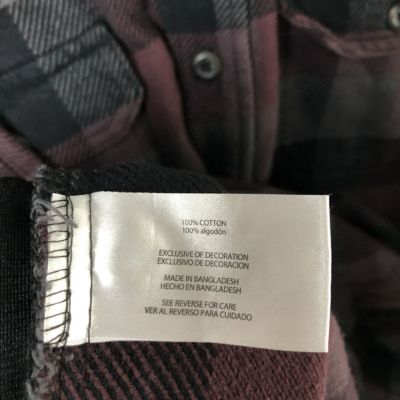 100% COTTON
100% algodón
EXCLUSIVE OF DECORATION
EXCLUSIVO DE DECORACION
MADE IN BANGLADESH
HECHO EN BANGLADESH
SEE REVERSE FOR CARE
VER AL REVERSO PARA CUIDADO